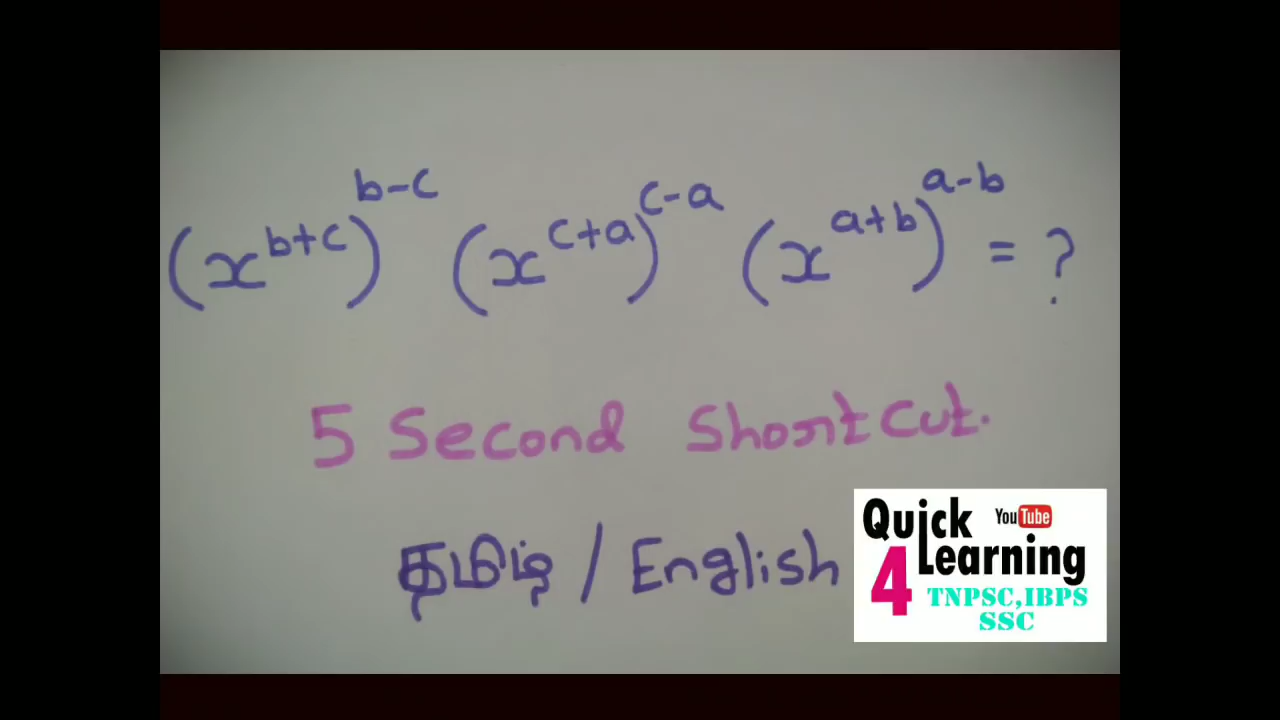 (x^{b+c})^{b-c} (x^{c+a})^{c-a} (x^{a+b})^{a-b} = ?
5 Second Shortcut.
தமிழ் / English
Quick YouTube
4 Learning
TNPSC,IBPS
SSC